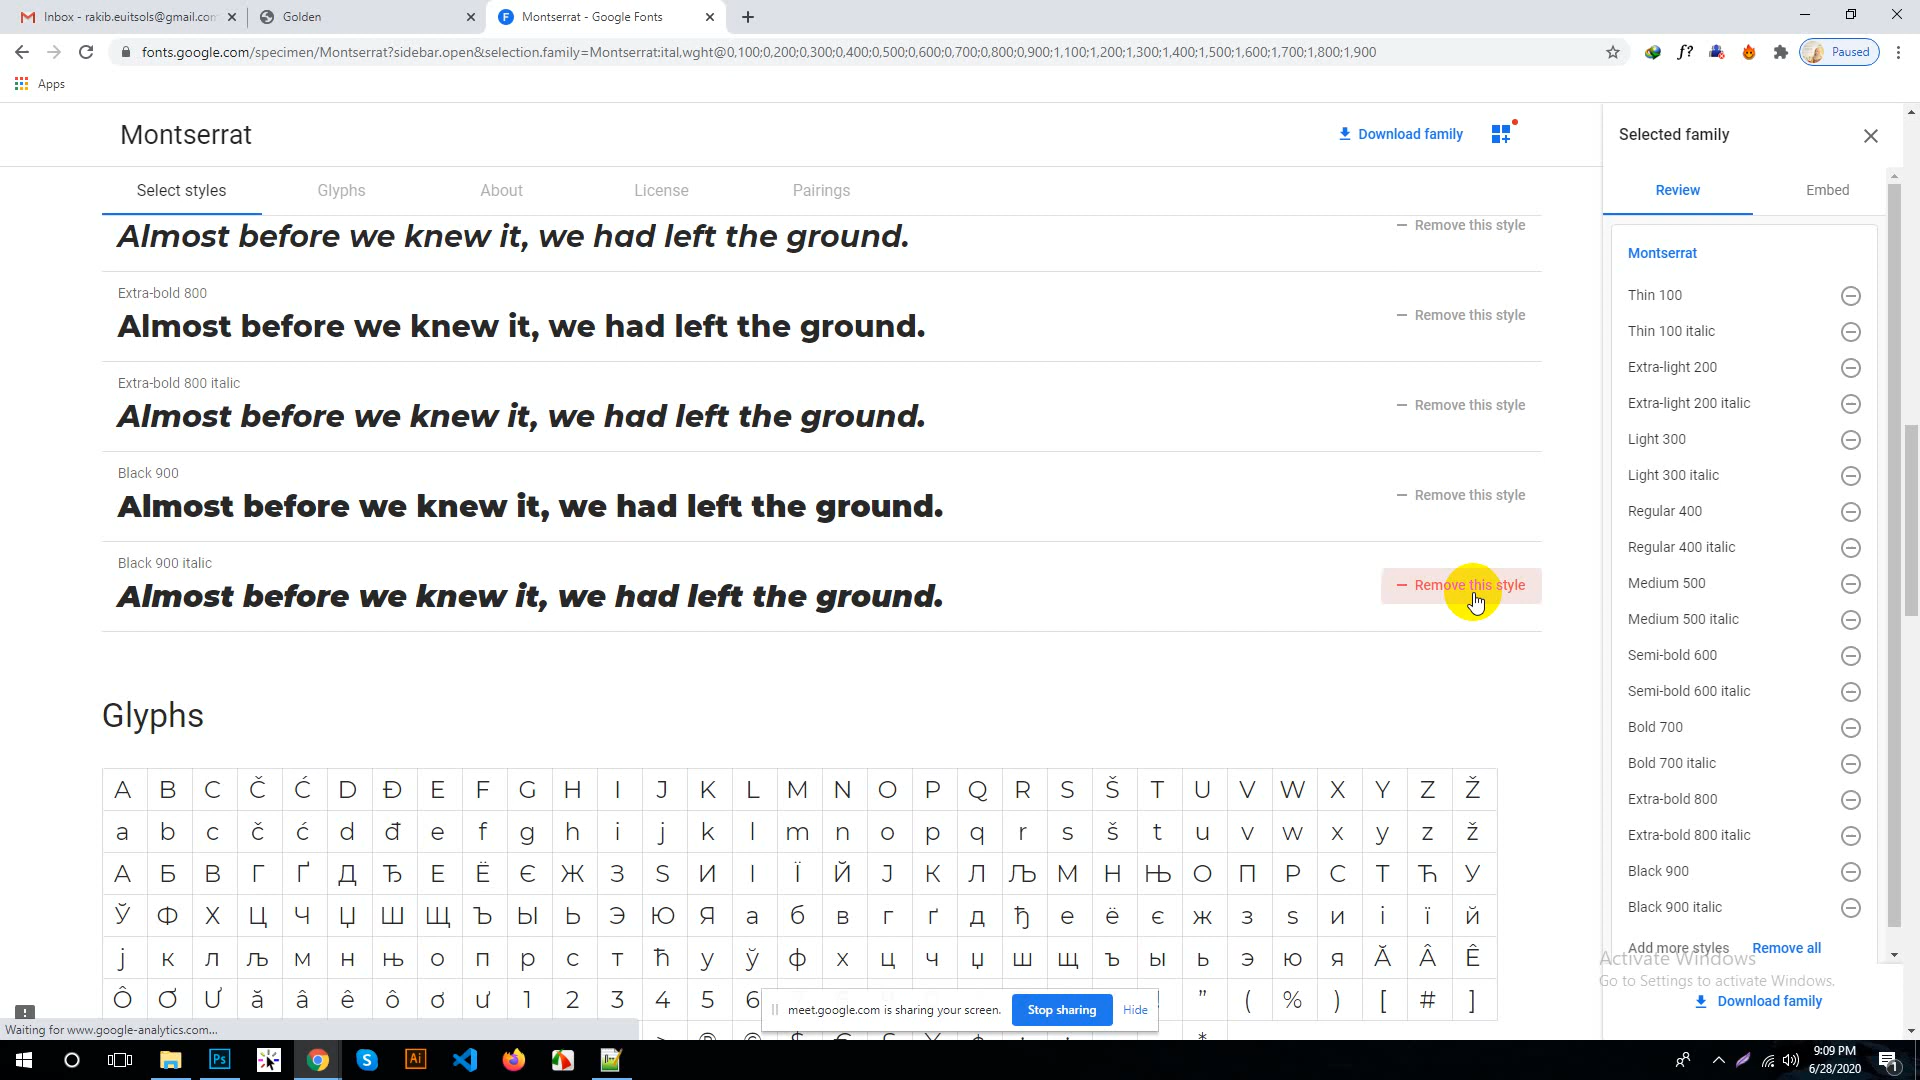 Inbox - rakib.euitsols@gmail.com
Golden
Montserrat - Google Fonts
fonts.google.com/specimen/Montserrat?sidebar.open&selection.family=Montserrat:ital,wght@0,100;0,200;0,300;0,400;0,500;0,600;0,700;0,800;0,900;1,100;1,200;1,300;1,400;1,500;1,600;1,700;1,800;1,900
f?
Paused
Apps
Montserrat
Download family
Select styles
Glyphs
About
License
Pairings
Almost before we knew it, we had left the ground.
Remove this style
Extra-bold 800
Almost before we knew it, we had left the ground.
Remove this style
Extra-bold 800 italic
Almost before we knew it, we had left the ground.
Remove this style
Black 900
Almost before we knew it, we had left the ground.
Remove this style
Black 900 italic
Almost before we knew it, we had left the ground.
Remove this style
Glyphs
A B C Č Ć D Đ E F G H I J K L M N O P Q R S Š T U V W X Y Z Ž
a b c č ć d đ e f g h i j k l m n o p q r s š t u v w x y z ž
А Б В Г Ґ Д Ђ Е Ё Є Ж З Ѕ И І Ї Й Ј К Л Љ М Н Њ О П Р С Т Ћ У
Ў Ф Х Ц Ч Џ Ш Щ Ъ Ы Ь Э Ю Я а б в г ґ д ђ е ё є ж з ѕ и і ї й
ј к л љ м н њ о п р с т ћ у ў ф х ц ч џ ш щ ъ ы ь э ю я Ă Â Ê
Ô Ơ Ư ă â ê ô ơ ư 1 2 3 4 5 6 ” ( % ) [ # ]
Selected family
Review
Embed
Montserrat
Thin 100
Thin 100 italic
Extra-light 200
Extra-light 200 italic
Light 300
Light 300 italic
Regular 400
Regular 400 italic
Medium 500
Medium 500 italic
Semi-bold 600
Semi-bold 600 italic
Bold 700
Bold 700 italic
Extra-bold 800
Extra-bold 800 italic
Black 900
Black 900 italic
Add more styles
Remove all
Activate Windows
Go to Settings to activate Windows.
Download family
meet.google.com is sharing your screen.
Stop sharing
Hide
Waiting for www.google-analytics.com...
Ps
Ai
9:09 PM
6/28/2020
1